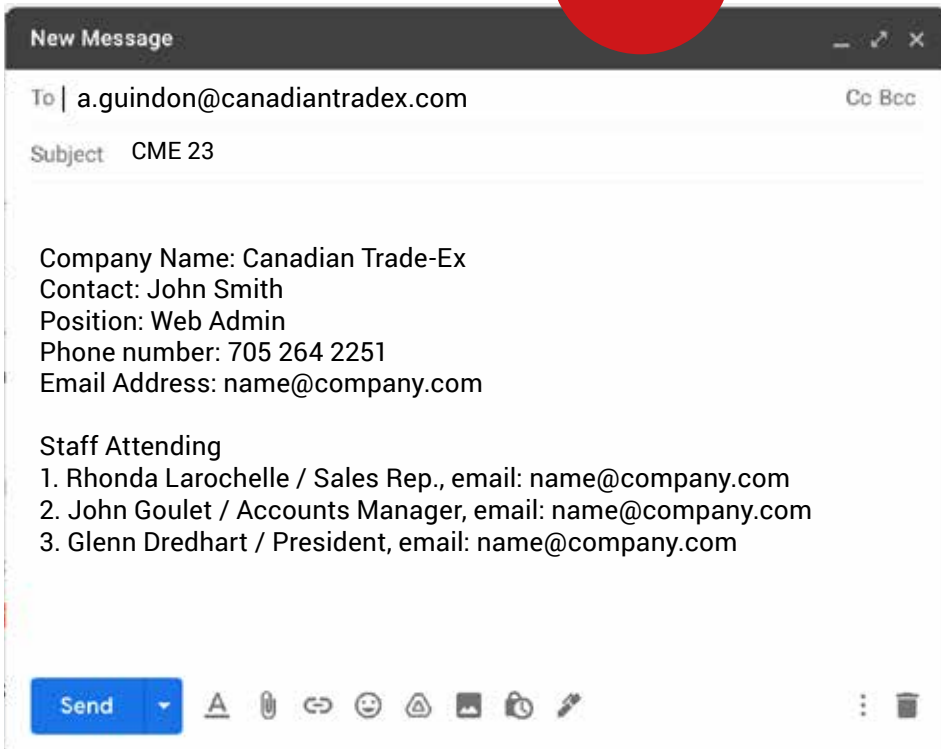 New Message
To a.guindon@canadiantradex.com Cc Bcc
Subject CME 23
Company Name: Canadian Trade-Ex
Contact: John Smith
Position: Web Admin
Phone number: 705 264 2251
Email Address: name@company.com
Staff Attending
1. Rhonda Larochelle / Sales Rep., email: name@company.com
2. John Goulet / Accounts Manager, email: name@company.com
3. Glenn Dredhart / President, email: name@company.com
Send